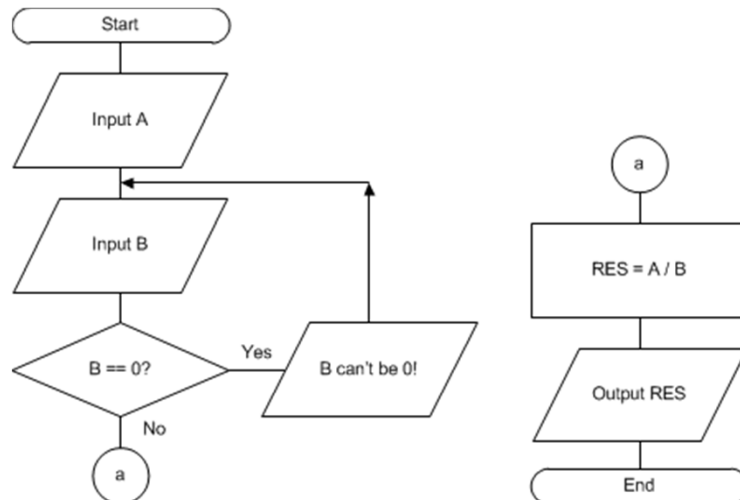 Start
Input A
Input B
B == 0?
Yes
B can't be 0!
No
a
a
RES = A / B
Output RES
End